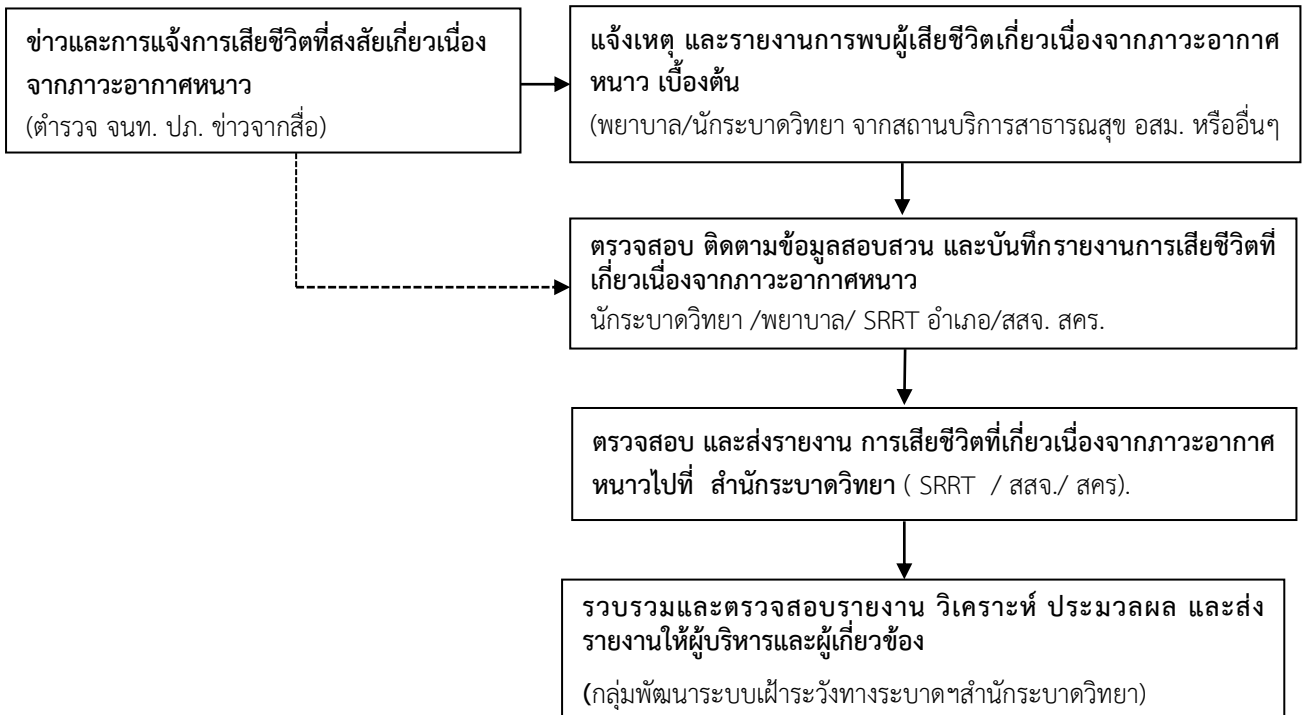 ข่าวและการแจ้งการเสียชีวิตที่สงสัยเกี่ยวเนื่อง
จากภาวะอากาศหนาว
(ตำรวจ จนท. ปภ. ข่าวจากสื่อ)
แจ้งเหตุ และรายงานการพบผู้เสียชีวิตเกี่ยวเนื่องจากภาวะอากาศ
หนาว เบื้องต้น
(พยาบาล/นักระบาดวิทยา จากสถานบริการสาธารณสุข อสม. หรืออื่นๆ
ตรวจสอบ ติดตามข้อมูลสอบสวน และบันทึกรายงานการเสียชีวิตที่
เกี่ยวเนื่องจากภาวะอากาศหนาว
นักระบาดวิทยา /พยาบาล/ SRRT อำเภอ/สสจ. สคร.
ตรวจสอบ และส่งรายงาน การเสียชีวิตที่เกี่ยวเนื่องจากภาวะอากาศ
หนาวไปที่ สำนักระบาดวิทยา ( SRRT / สสจ./ สคร).
รวบรวมและตรวจสอบรายงาน วิเคราะห์ ประมวลผล และส่ง
รายงานให้ผู้บริหารและผู้เกี่ยวข้อง
(กลุ่มพัฒนาระบบเฝ้าระวังทางระบาดฯสำนักระบาดวิทยา)